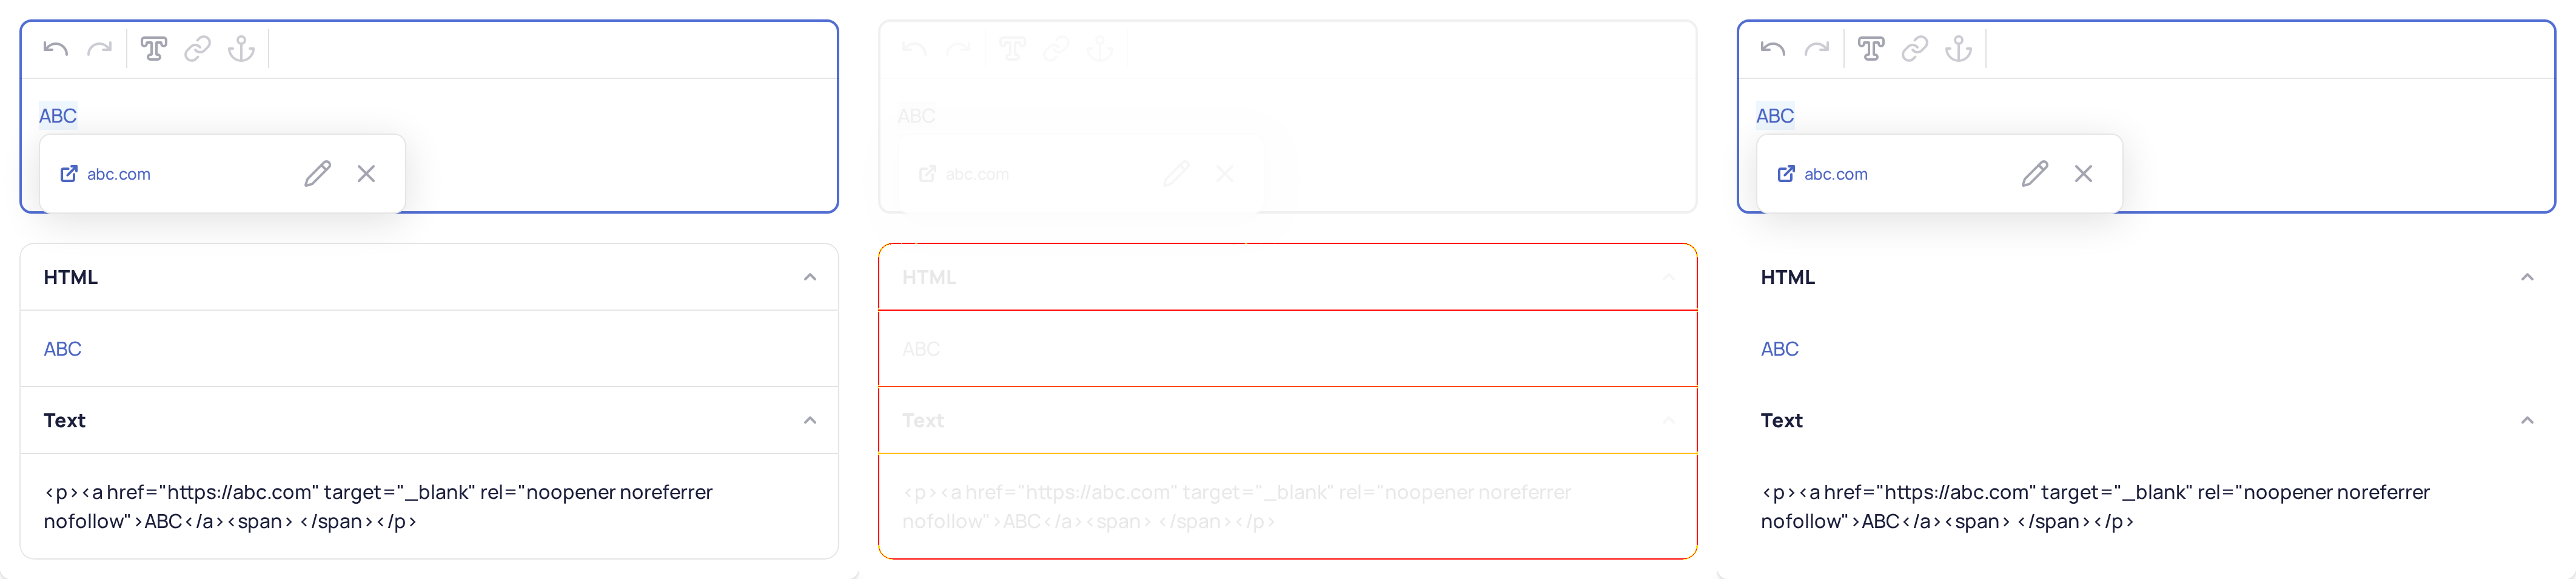 ABC
abc.com
HTML
ABC
Text
<p><a href="https://abc.com" target="_blank" rel="noopener noreferrer
nofollow">ABC</a><span> </span></p>
ABC
abc.com
HTML
ABC
Text
<p><a href="https://abc.com" target="_blank" rel="noopener noreferrer
nofollow">ABC</a><span> </span></p>
ABC
abc.com
HTML
ABC
Text
<p><a href="https://abc.com" target="_blank" rel="noopener noreferrer
nofollow">ABC</a><span> </span></p>